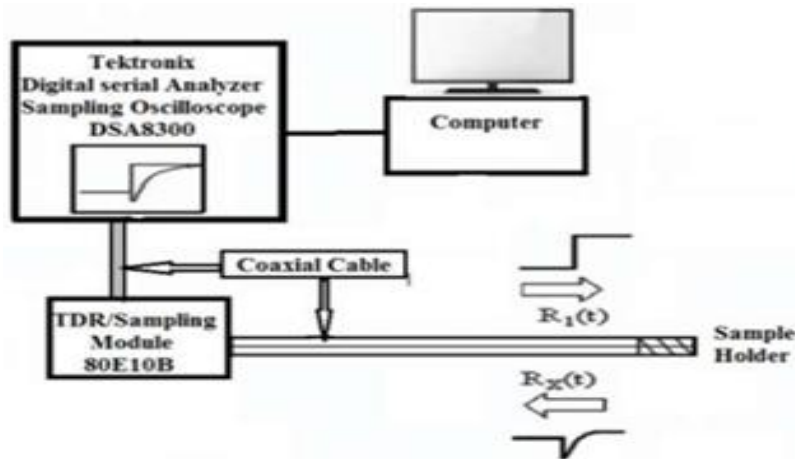 Tektronix
Digital serial Analyzer
Sampling Oscilloscope
DSA8300
Computer
Coaxial Cable
TDR/Sampling
Module
80E10B
R₁(t)
Sample
Holder
Rₓ(t)